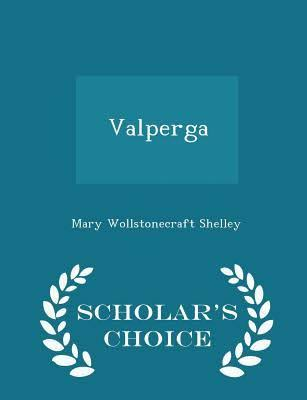 Valperga
Mary Wollstonecraft Shelley
SCHOLAR'S
CHOICE